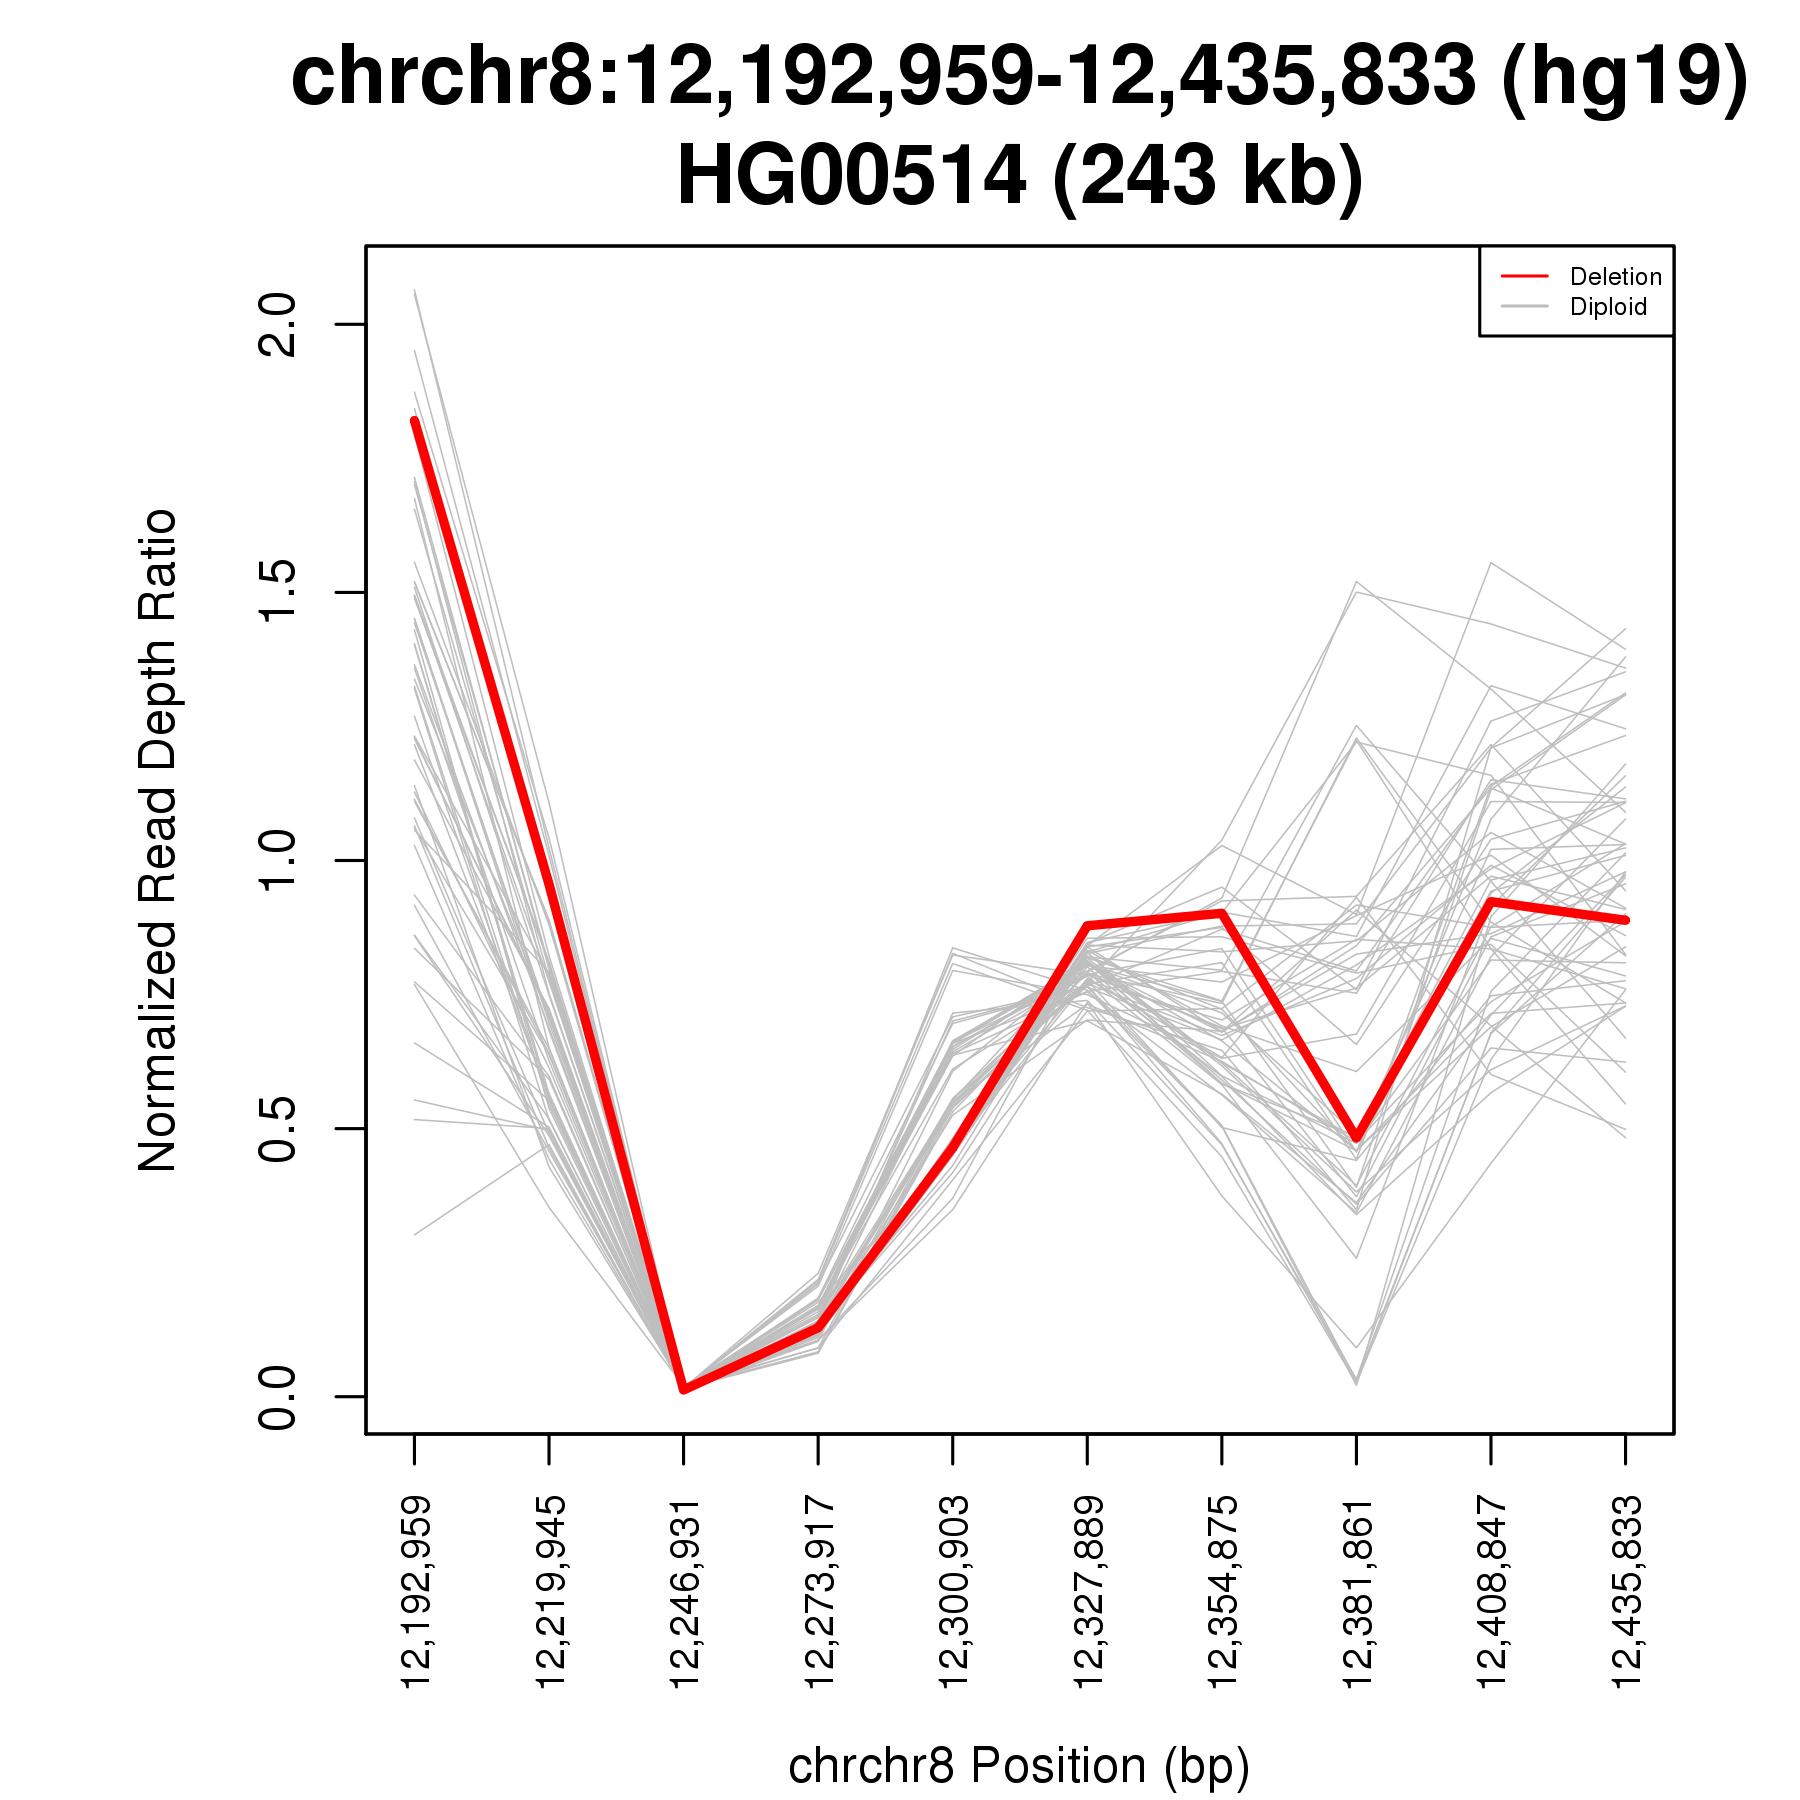 chrchr8:12,192,959-12,435,833 (hg19)
HG00514 (243 kb)
Deletion
Diploid
Normalized Read Depth Ratio
2.0
1.5
1.0
0.5
0.0
12,192,959
12,219,945
12,246,931
12,273,917
12,300,903
12,327,889
12,354,875
12,381,861
12,408,847
12,435,833
chrchr8 Position (bp)